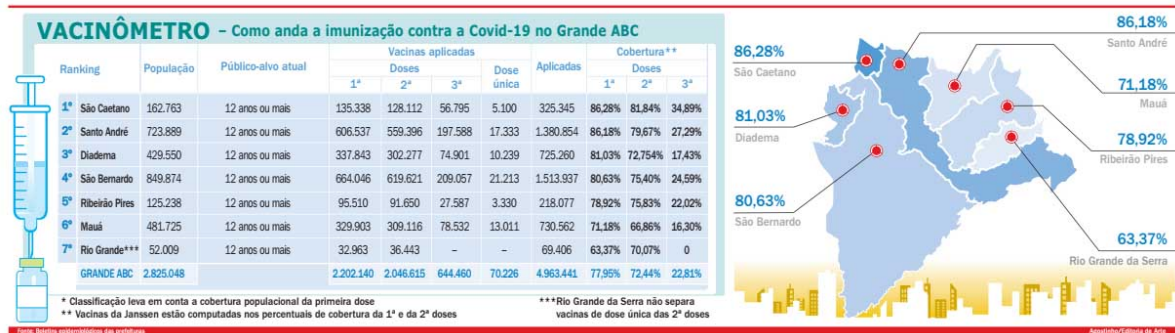 VACINÔMETRO – Como anda a imunização contra a Covid-19 no Grande ABC
Ranking População Público-alvo atual Vacinas aplicadas Aplicadas Cobertura**
Doses Dose única Doses
1ª 2ª 3ª 1ª 2ª 3ª
1º São Caetano 162.763 12 anos ou mais 135.338 128.112 56.795 5.100 325.345 86,28% 81,84% 34,89%
2º Santo André 723.889 12 anos ou mais 606.537 559.396 197.588 17.333 1.380.854 86,18% 79,67% 27,29%
3º Diadema 429.550 12 anos ou mais 337.843 302.277 74.901 10.239 725.260 81,03% 72,754% 17,43%
4º São Bernardo 849.874 12 anos ou mais 664.046 619.621 209.057 21.213 1.513.937 80,63% 75,40% 24,59%
5º Ribeirão Pires 125.238 12 anos ou mais 95.510 91.650 27.587 3.330 218.077 78,92% 75,83% 22,02%
6º Mauá 481.725 12 anos ou mais 329.903 309.116 78.532 13.011 730.562 71,18% 66,86% 16,30%
7º Rio Grande*** 52.009 12 anos ou mais 32.963 36.443 – – 69.406 63,37% 70,07% 0
GRANDE ABC 2.825.048 2.202.140 2.046.615 644.460 70.226 4.963.441 77,95% 72,44% 22,81%
* Classificação leva em conta a cobertura populacional da primeira dose
** Vacinas da Janssen estão computadas nos percentuais de cobertura da 1ª e da 2ª doses
***Rio Grande da Serra não separa
vacinas de dose única das 2ª doses
86,28%
São Caetano
81,03%
Diadema
80,63%
São Bernardo
86,18%
Santo André
71,18%
Mauá
78,92%
Ribeirão Pires
63,37%
Rio Grande da Serra
Fonte: Boletins epidemiológicos das prefeituras
Agostinho/Editoria de Arte